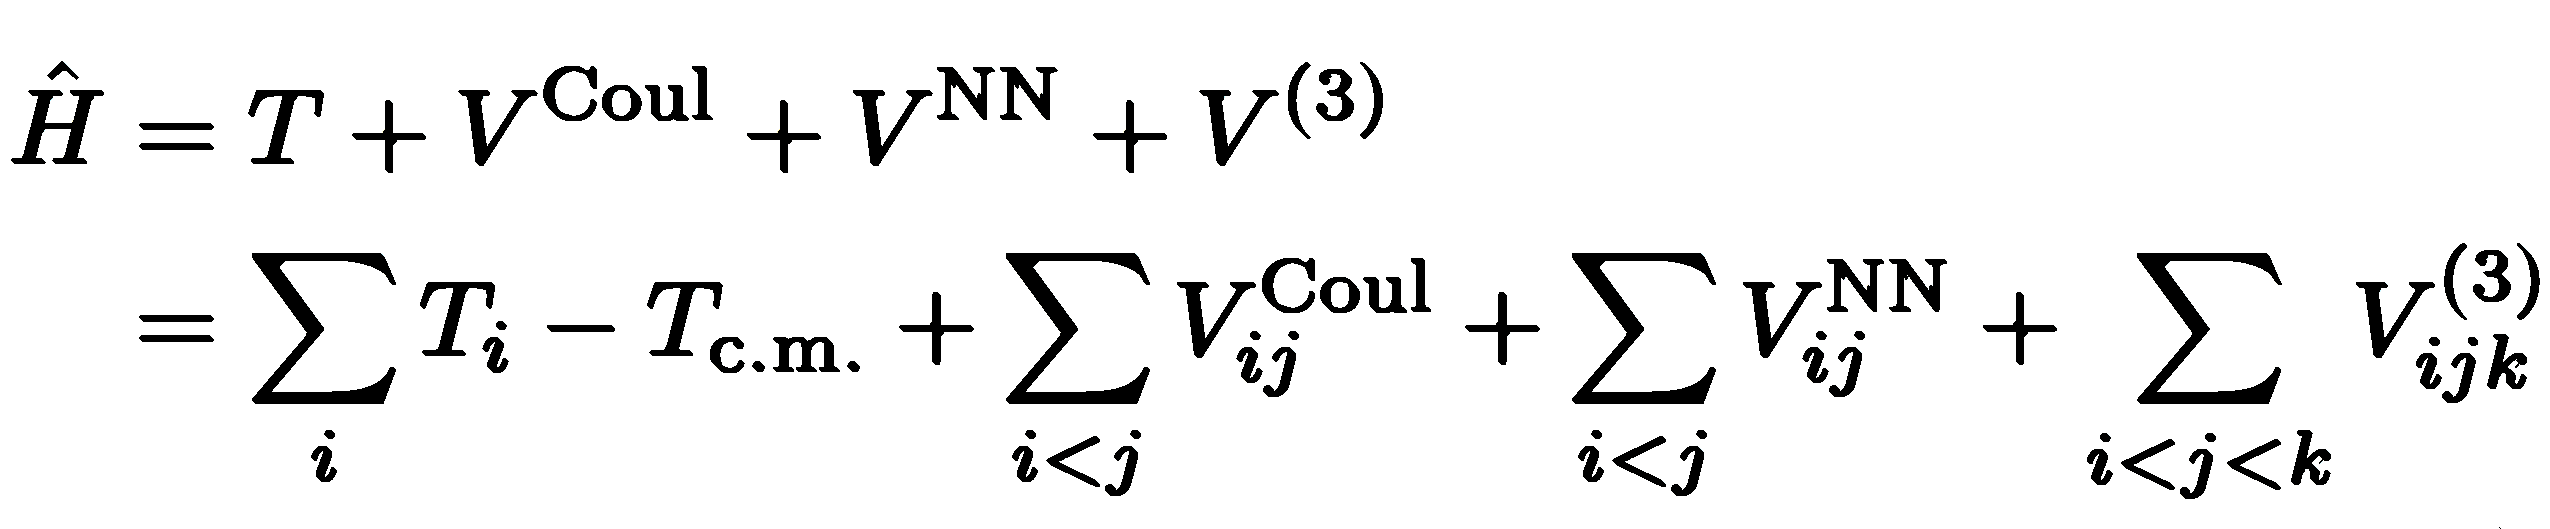 $\hat{H} = T + V^{\mathrm{Coul}} + V^{\mathrm{NN}} + V^{(3)}$
$= \sum_{i} T_i - T_{\mathrm{c.m.}} + \sum_{i<j} V_{ij}^{\mathrm{Coul}} + \sum_{i<j} V_{ij}^{\mathrm{NN}} + \sum_{i<j<k} V_{ijk}^{(3)}$